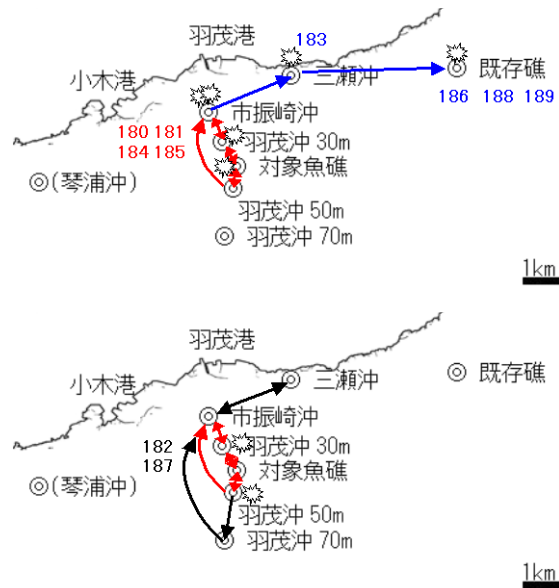 183
羽茂港
三瀬沖
既存礁
小木港
186 188 189
市振崎沖
180 181
184 185
羽茂沖 30m
対象魚礁
(琴浦沖)
羽茂沖 50m
羽茂沖 70m
1km
羽茂港
三瀬沖
既存礁
小木港
市振崎沖
182
187
羽茂沖 30m
対象魚礁
(琴浦沖)
羽茂沖 50m
羽茂沖 70m
1km